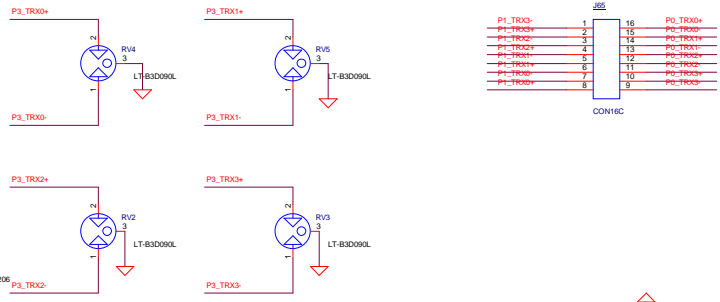 P3_TRX0+
2
RV4
3
LT-B3D090L
1
P3_TRX0-
P3_TRX1+
2
RV5
3
LT-B3D090L
1
P3_TRX1-
J65
P1_TRX3- 1 16 P0_TRX0+
P1_TRX3+ 2 15 P0_TRX0-
P1_TRX2- 3 14 P0_TRX1+
P1_TRX2+ 4 13 P0_TRX1-
P1_TRX1- 5 12 P0_TRX2+
P1_TRX1+ 6 11 P0_TRX2-
P1_TRX0- 7 10 P0_TRX3+
P1_TRX0+ 8 9 P0_TRX3-
CON16C
P3_TRX2+
2
RV2
3
LT-B3D090L
1
206
P3_TRX2-
P3_TRX3+
2
RV3
3
LT-B3D090L
1
P3_TRX3-